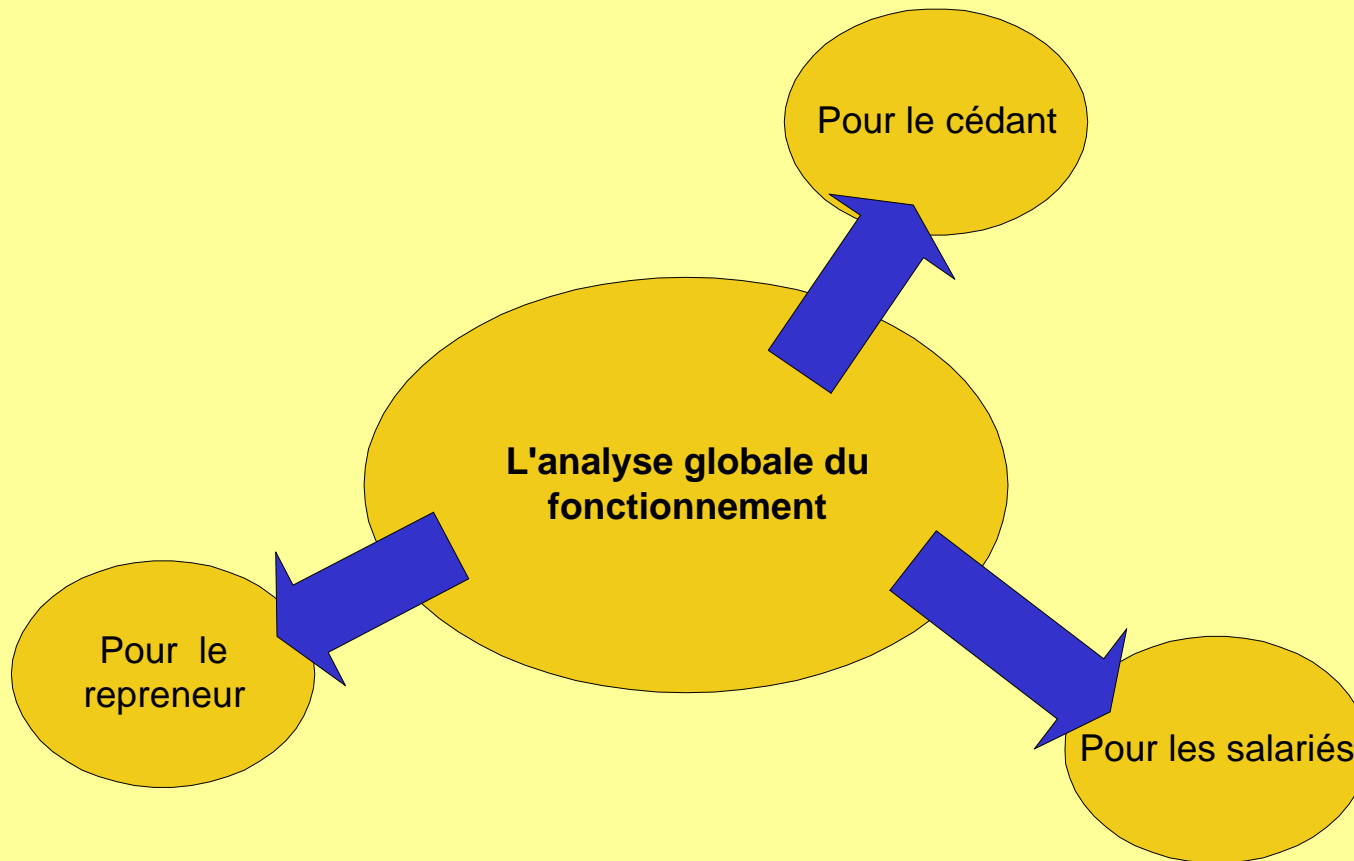 Pour le cédant
L'analyse globale du
fonctionnement
Pour le
repreneur
Pour les salariés